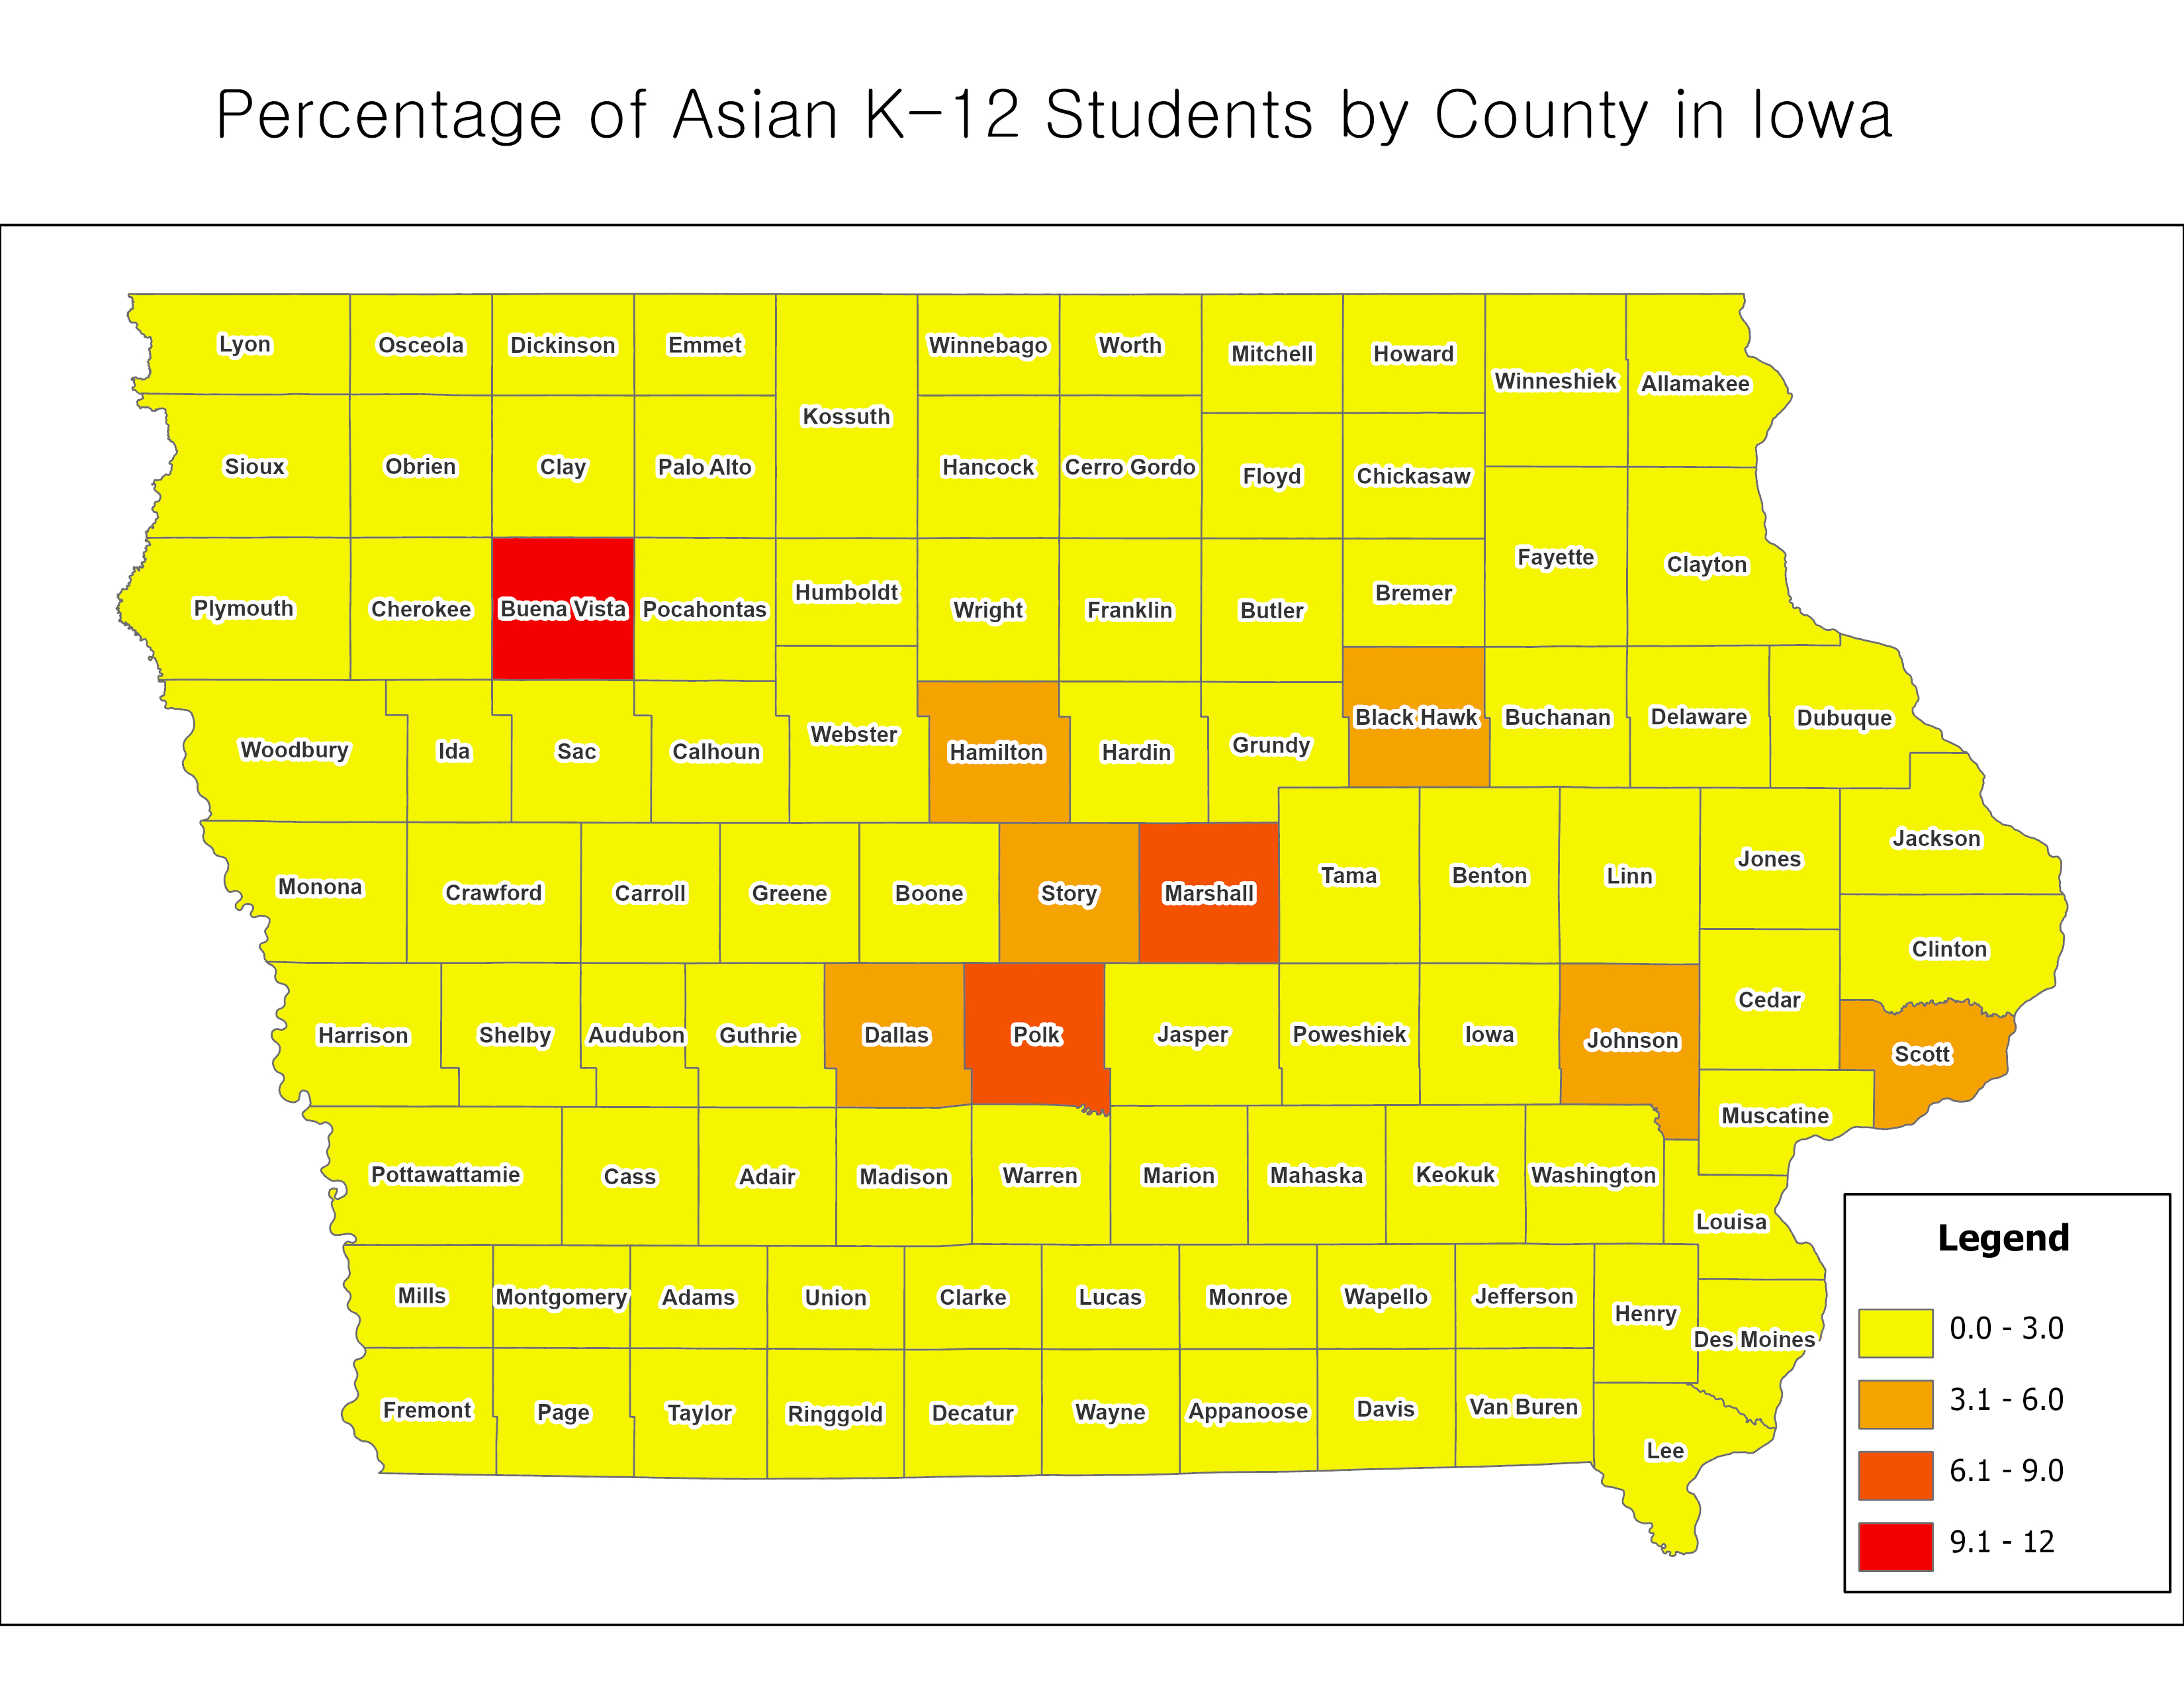 Percentage of Asian K-12 Students by County in Iowa
Lyon
Osceola
Dickinson
Emmet
Kossuth
Winnebago
Worth
Mitchell
Howard
Winneshiek
Allamakee
Sioux
Obrien
Clay
Palo Alto
Hancock
Cerro Gordo
Floyd
Chickasaw
Fayette
Clayton
Plymouth
Cherokee
Buena Vista
Pocahontas
Humboldt
Wright
Franklin
Butler
Bremer
Woodbury
Ida
Sac
Calhoun
Webster
Hamilton
Hardin
Grundy
Black Hawk
Buchanan
Delaware
Dubuque
Monona
Crawford
Carroll
Greene
Boone
Story
Marshall
Tama
Benton
Linn
Jones
Jackson
Clinton
Harrison
Shelby
Audubon
Guthrie
Dallas
Polk
Jasper
Poweshiek
Iowa
Johnson
Cedar
Scott
Muscatine
Pottawattamie
Cass
Adair
Madison
Warren
Marion
Mahaska
Keokuk
Washington
Louisa
Mills
Montgomery
Adams
Union
Clarke
Lucas
Monroe
Wapello
Jefferson
Henry
Des Moines
Fremont
Page
Taylor
Ringgold
Decatur
Wayne
Appanoose
Davis
Van Buren
Lee
Legend
0.0 - 3.0
3.1 - 6.0
6.1 - 9.0
9.1 - 12